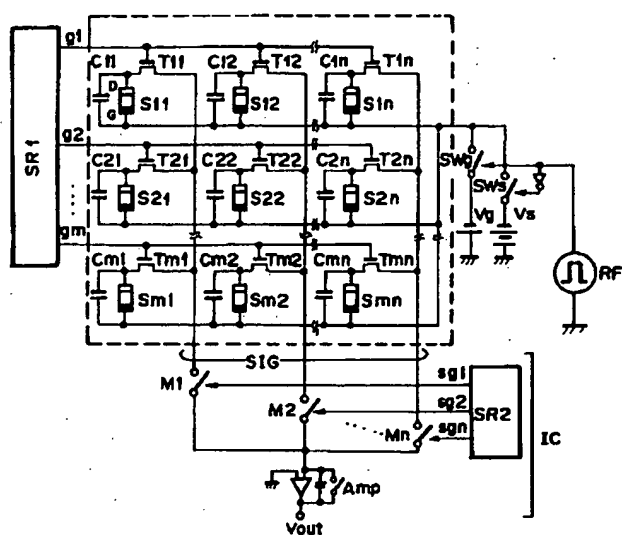 g1
C11 T11 C12 T12 C1n T1n
D
G
S11 S12 S1n
SR1
g2
C21 T21 C22 T22 C2n T2n
S21 S22 S2n
SWg
SWs
Vg Vs
gm
Cm1 Tm1 Cm2 Tm2 Cmn Tmn
Sm1 Sm2 Smn
RF
SIG
M1 sg1
M2 sg2
Mn sgn
SR2
IC
Amp
Vout